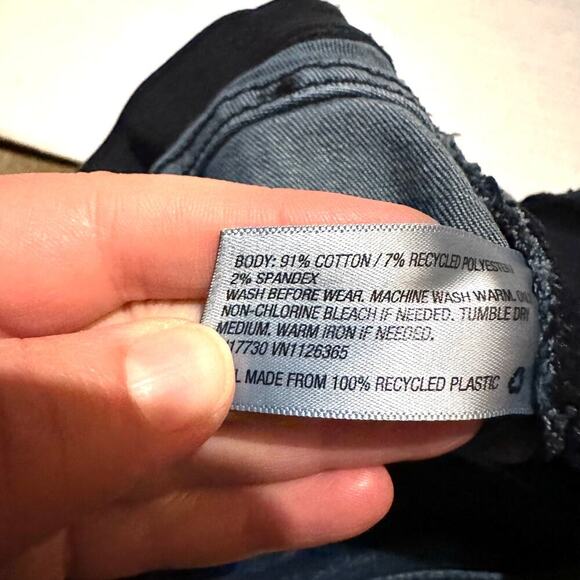 BODY: 91% COTTON / 7% RECYCLED POLYESTER /
2% SPANDEX
WASH BEFORE WEAR. MACHINE WASH WARM. ONLY
NON-CHLORINE BLEACH IF NEEDED. TUMBLE DRY
MEDIUM. WARM IRON IF NEEDED.
VN1126365
MADE FROM 100% RECYCLED PLASTIC